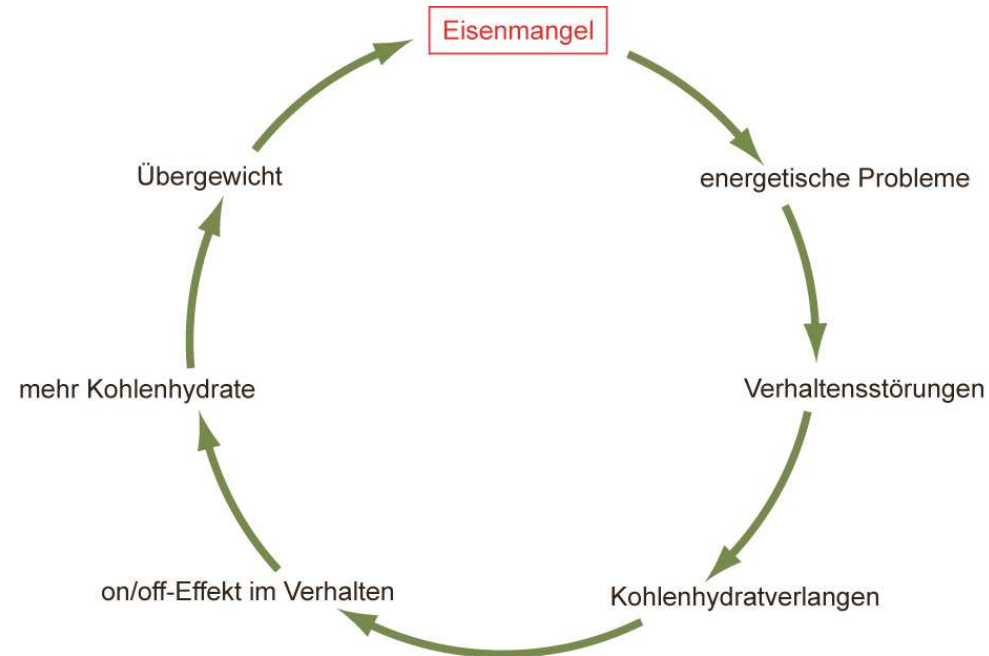 Eisenmangel
energetische Probleme
Verhaltensstörungen
Kohlenhydratverlangen
on/off-Effekt im Verhalten
mehr Kohlenhydrate
Übergewicht